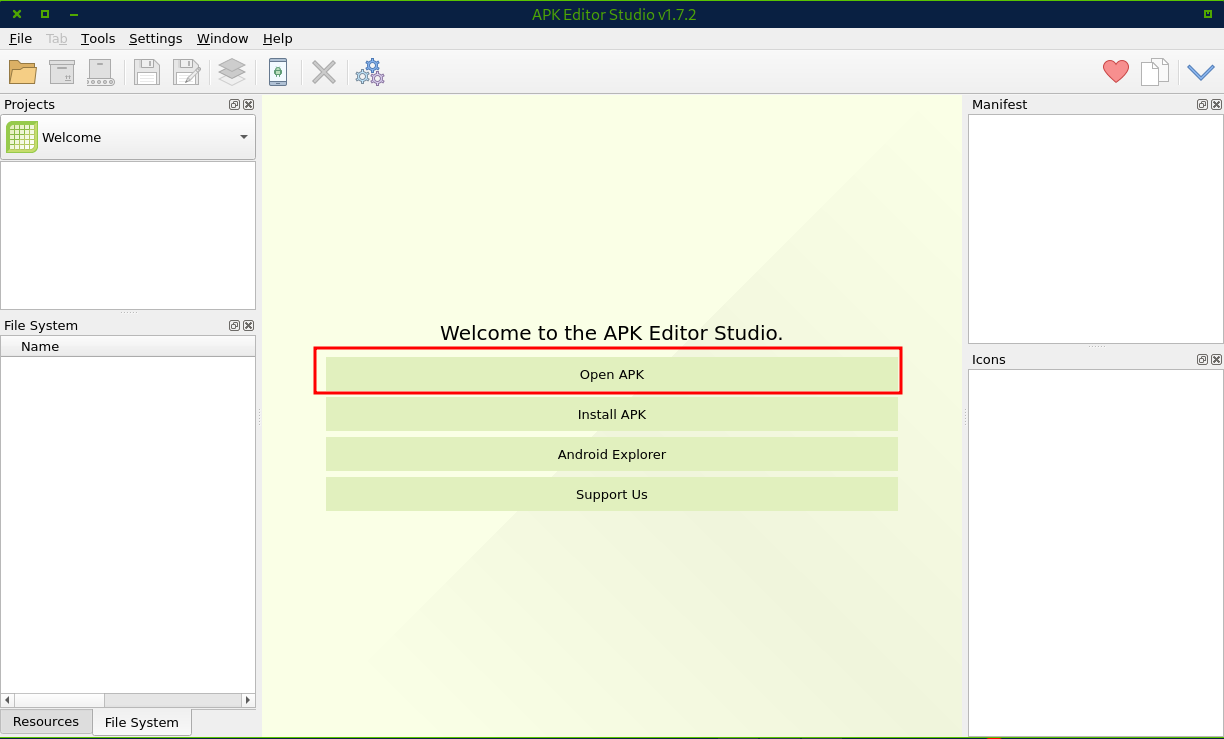 APK Editor Studio v1.7.2
File Tab Tools Settings Window Help
Projects
Welcome
File System
Name
Resources
File System
Welcome to the APK Editor Studio.
Open APK
Install APK
Android Explorer
Support Us
Manifest
Icons